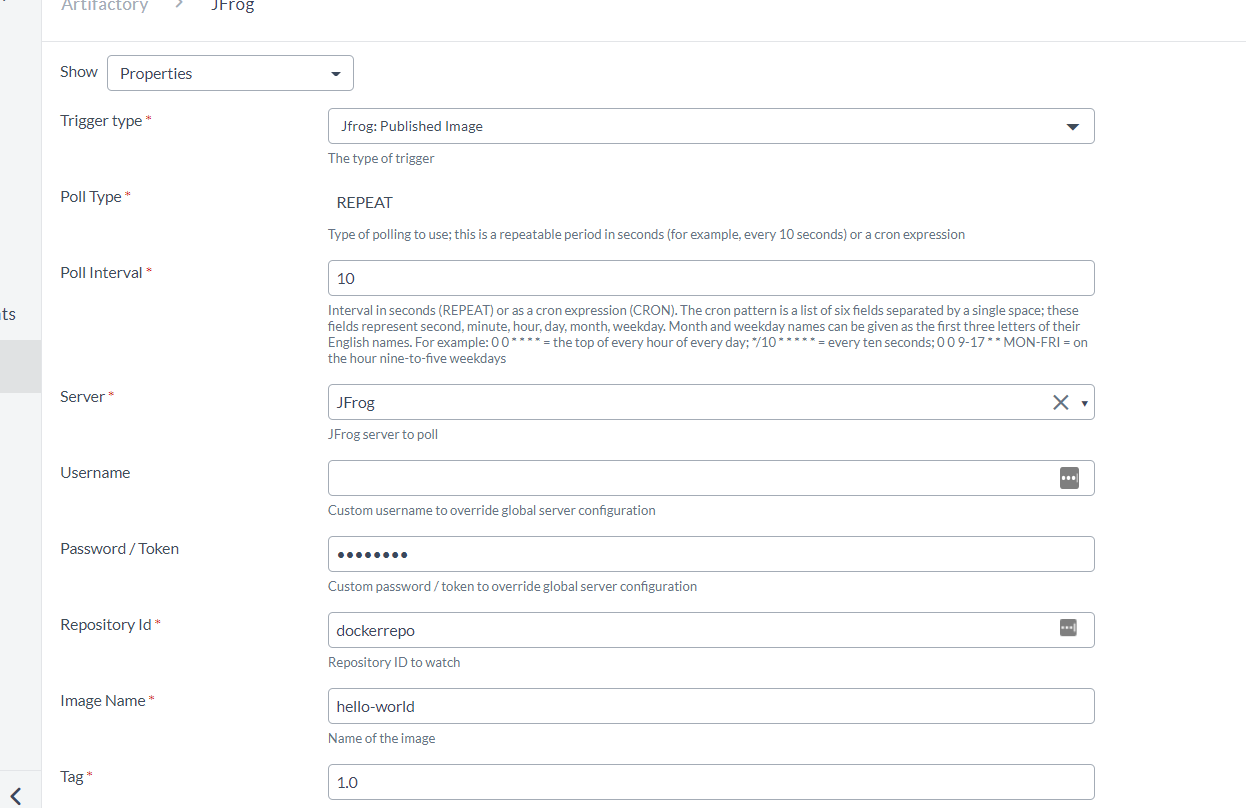 Artifactory > JFrog
Show Properties
Trigger type *
Jfrog: Published Image
The type of trigger
Poll Type *
REPEAT
Type of polling to use; this is a repeatable period in seconds (for example, every 10 seconds) or a cron expression
Poll Interval *
10
Interval in seconds (REPEAT) or as a cron expression (CRON). The cron pattern is a list of six fields separated by a single space; these
fields represent second, minute, hour, day, month, weekday. Month and weekday names can be given as the first three letters of their
English names. For example: 0 0 * * * * = the top of every hour of every day; */10 * * * * * = every ten seconds; 0 0 9-17 * * MON-FRI = on
the hour nine-to-five weekdays
ts
Server *
JFrog
JFrog server to poll
Username
Custom username to override global server configuration
Password / Token
••••••••
Custom password / token to override global server configuration
Repository Id *
dockerrepo
Repository ID to watch
Image Name *
hello-world
Name of the image
Tag *
1.0